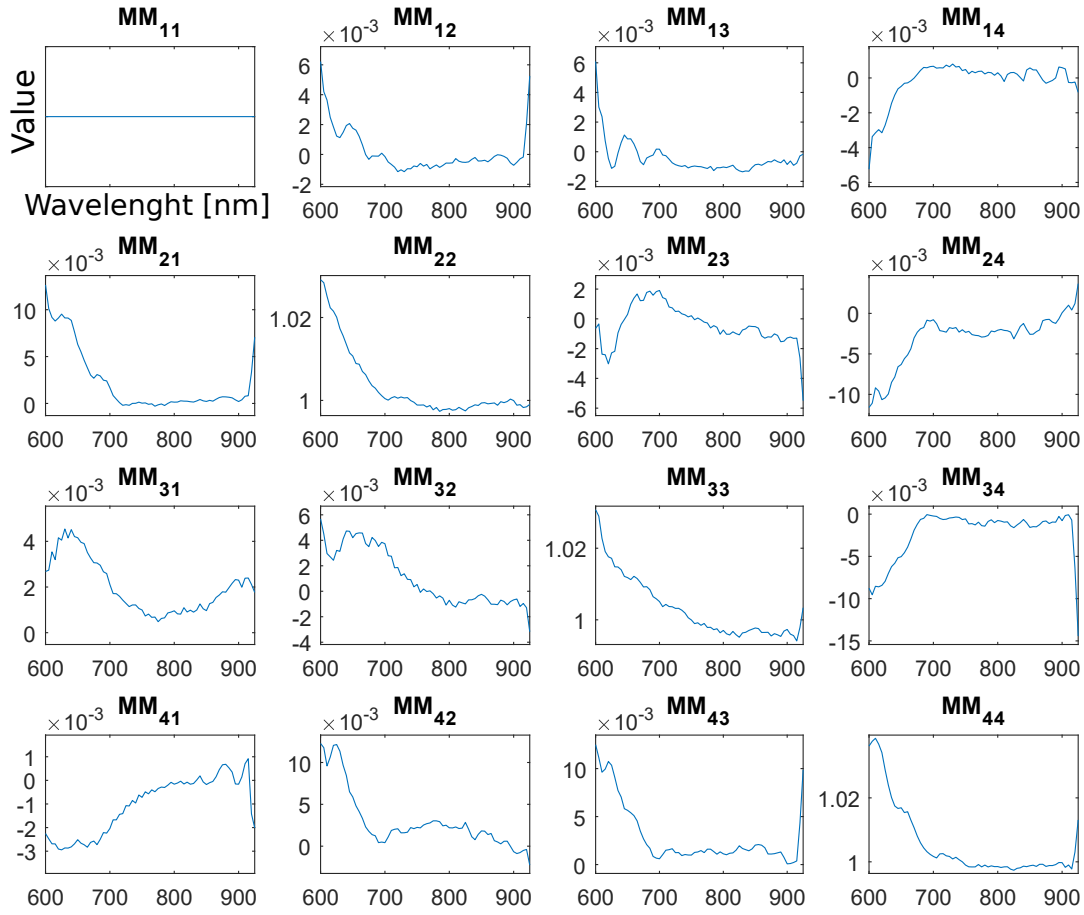 MM11 MM12 MM13 MM14
×10-3 ×10-3 ×10-3
Value
6 4 2 0 -2
6 4 2 0 -2
0 -2 -4 -6
Wavelenght [nm]
600 700 800 900 600 700 800 900 600 700 800 900
MM21 MM22 MM23 MM24
×10-3 ×10-3 ×10-3
10 5 0
1.02 1
2 0 -2 -4 -6
0 -5 -10
600 700 800 900 600 700 800 900 600 700 800 900 600 700 800 900
MM31 MM32 MM33 MM34
×10-3 ×10-3 ×10-3
4 2 0
6 4 2 0 -2 -4
1.02 1
0 -5 -10 -15
600 700 800 900 600 700 800 900 600 700 800 900 600 700 800 900
MM41 MM42 MM43 MM44
×10-3 ×10-3 ×10-3
1 0 -1 -2 -3
10 5 0
10 5 0
1.02 1
600 700 800 900 600 700 800 900 600 700 800 900 600 700 800 900